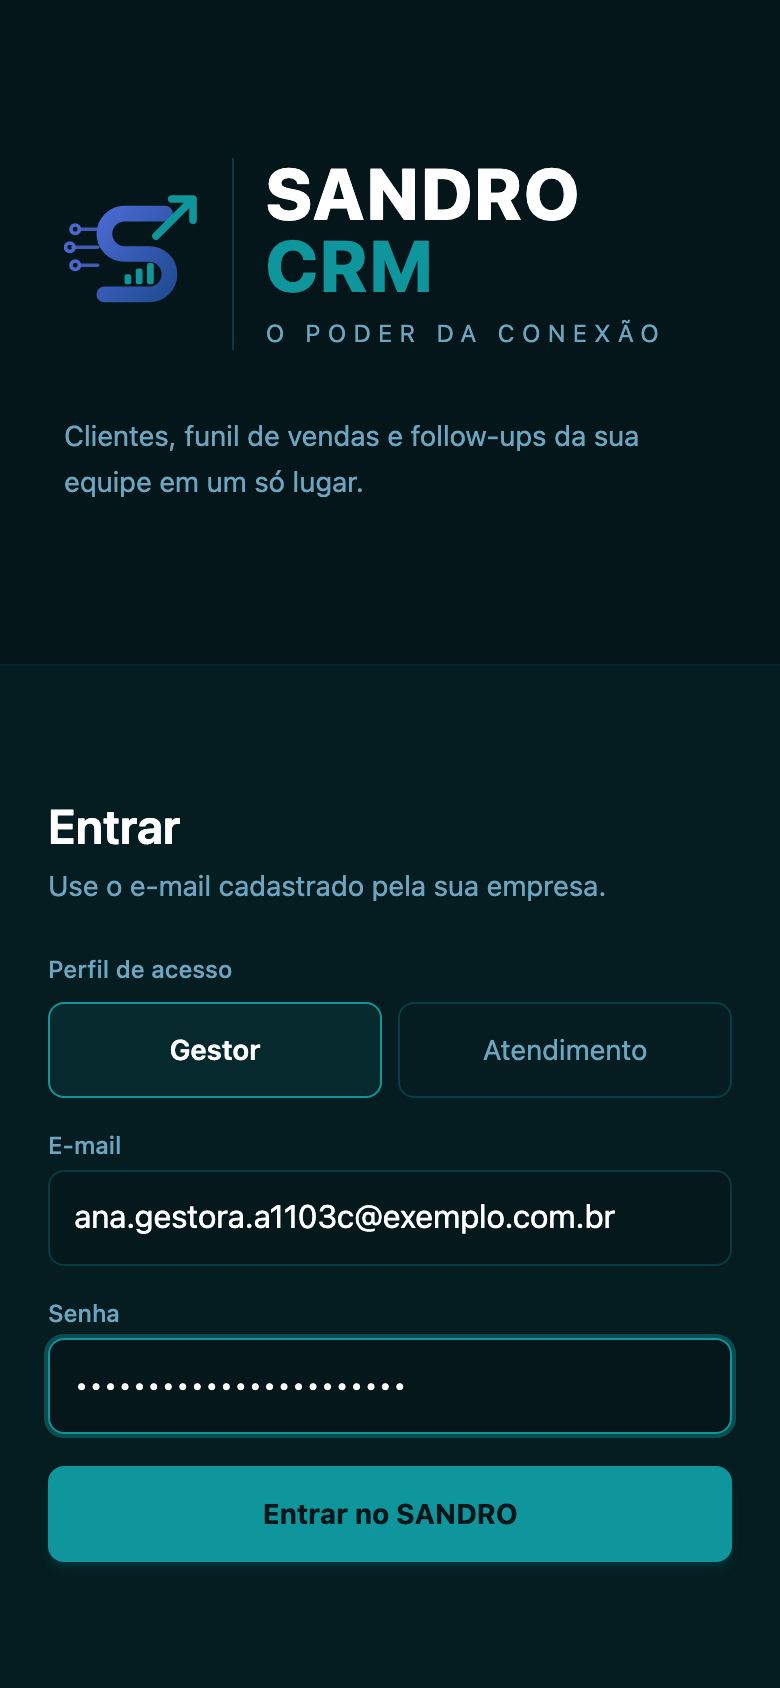 SANDRO
CRM
O PODER DA CONEXÃO
Clientes, funil de vendas e follow-ups da sua
equipe em um só lugar.
Entrar
Use o e-mail cadastrado pela sua empresa.
Perfil de acesso
Gestor
Atendimento
E-mail
ana.gestora.a1103c@exemplo.com.br
Senha
•••••••••••••••••••••••
Entrar no SANDRO